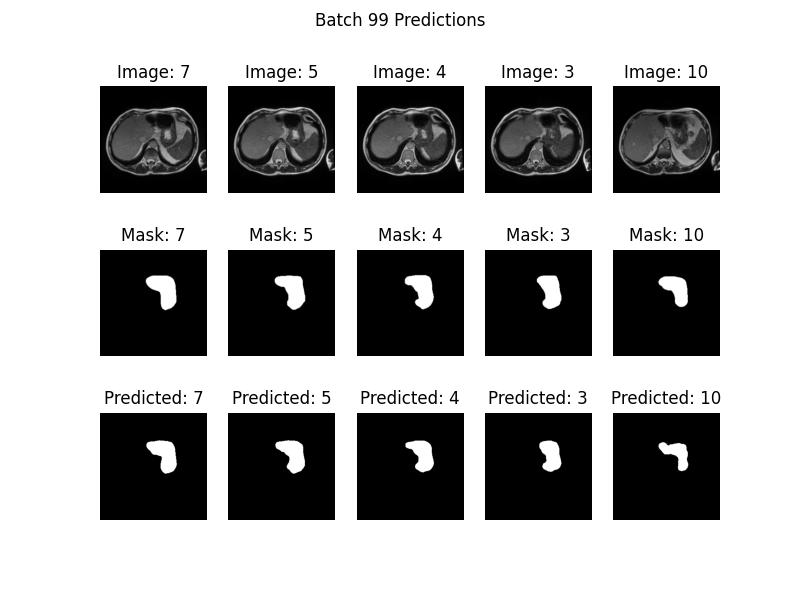 Batch 99 Predictions
Image: 7
Image: 5
Image: 4
Image: 3
Image: 10
Mask: 7
Mask: 5
Mask: 4
Mask: 3
Mask: 10
Predicted: 7
Predicted: 5
Predicted: 4
Predicted: 3
Predicted: 10